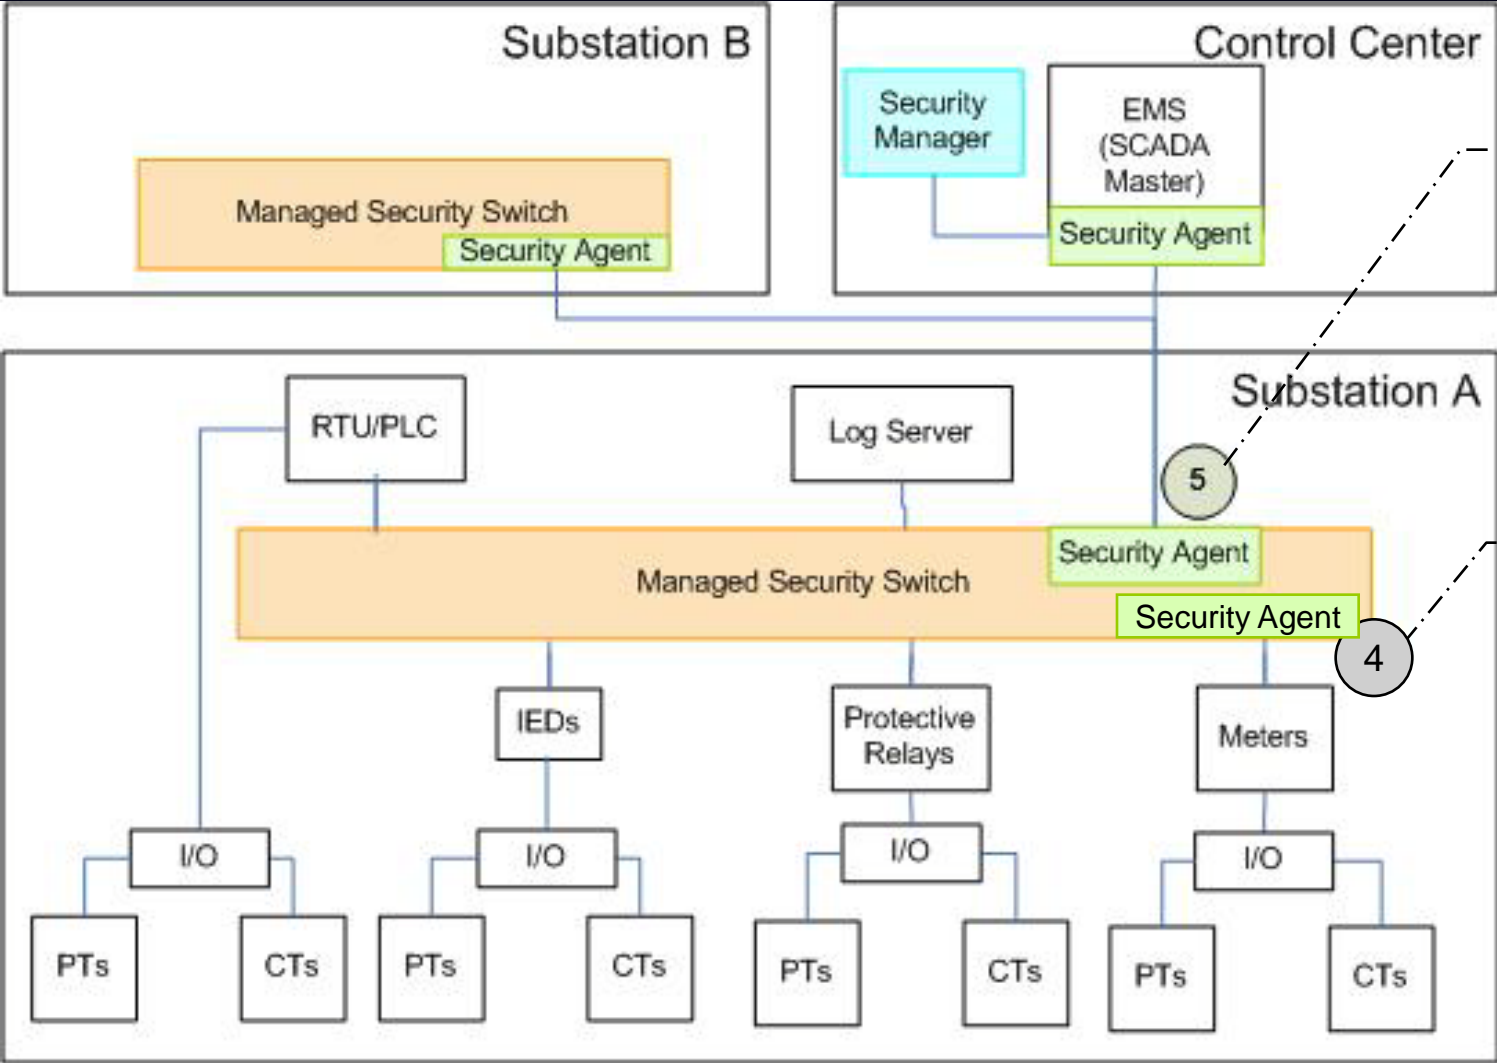 Substation B
Control Center
Security
Manager
EMS
(SCADA
Master)
Managed Security Switch
Security Agent
Security Agent
Substation A
RTU/PLC
Log Server
5
Security Agent
Managed Security Switch
Security Agent
4
IEDs
Protective
Relays
Meters
I/O
I/O
I/O
I/O
PTs
CTs
PTs
CTs
PTs
CTs
PTs
CTs